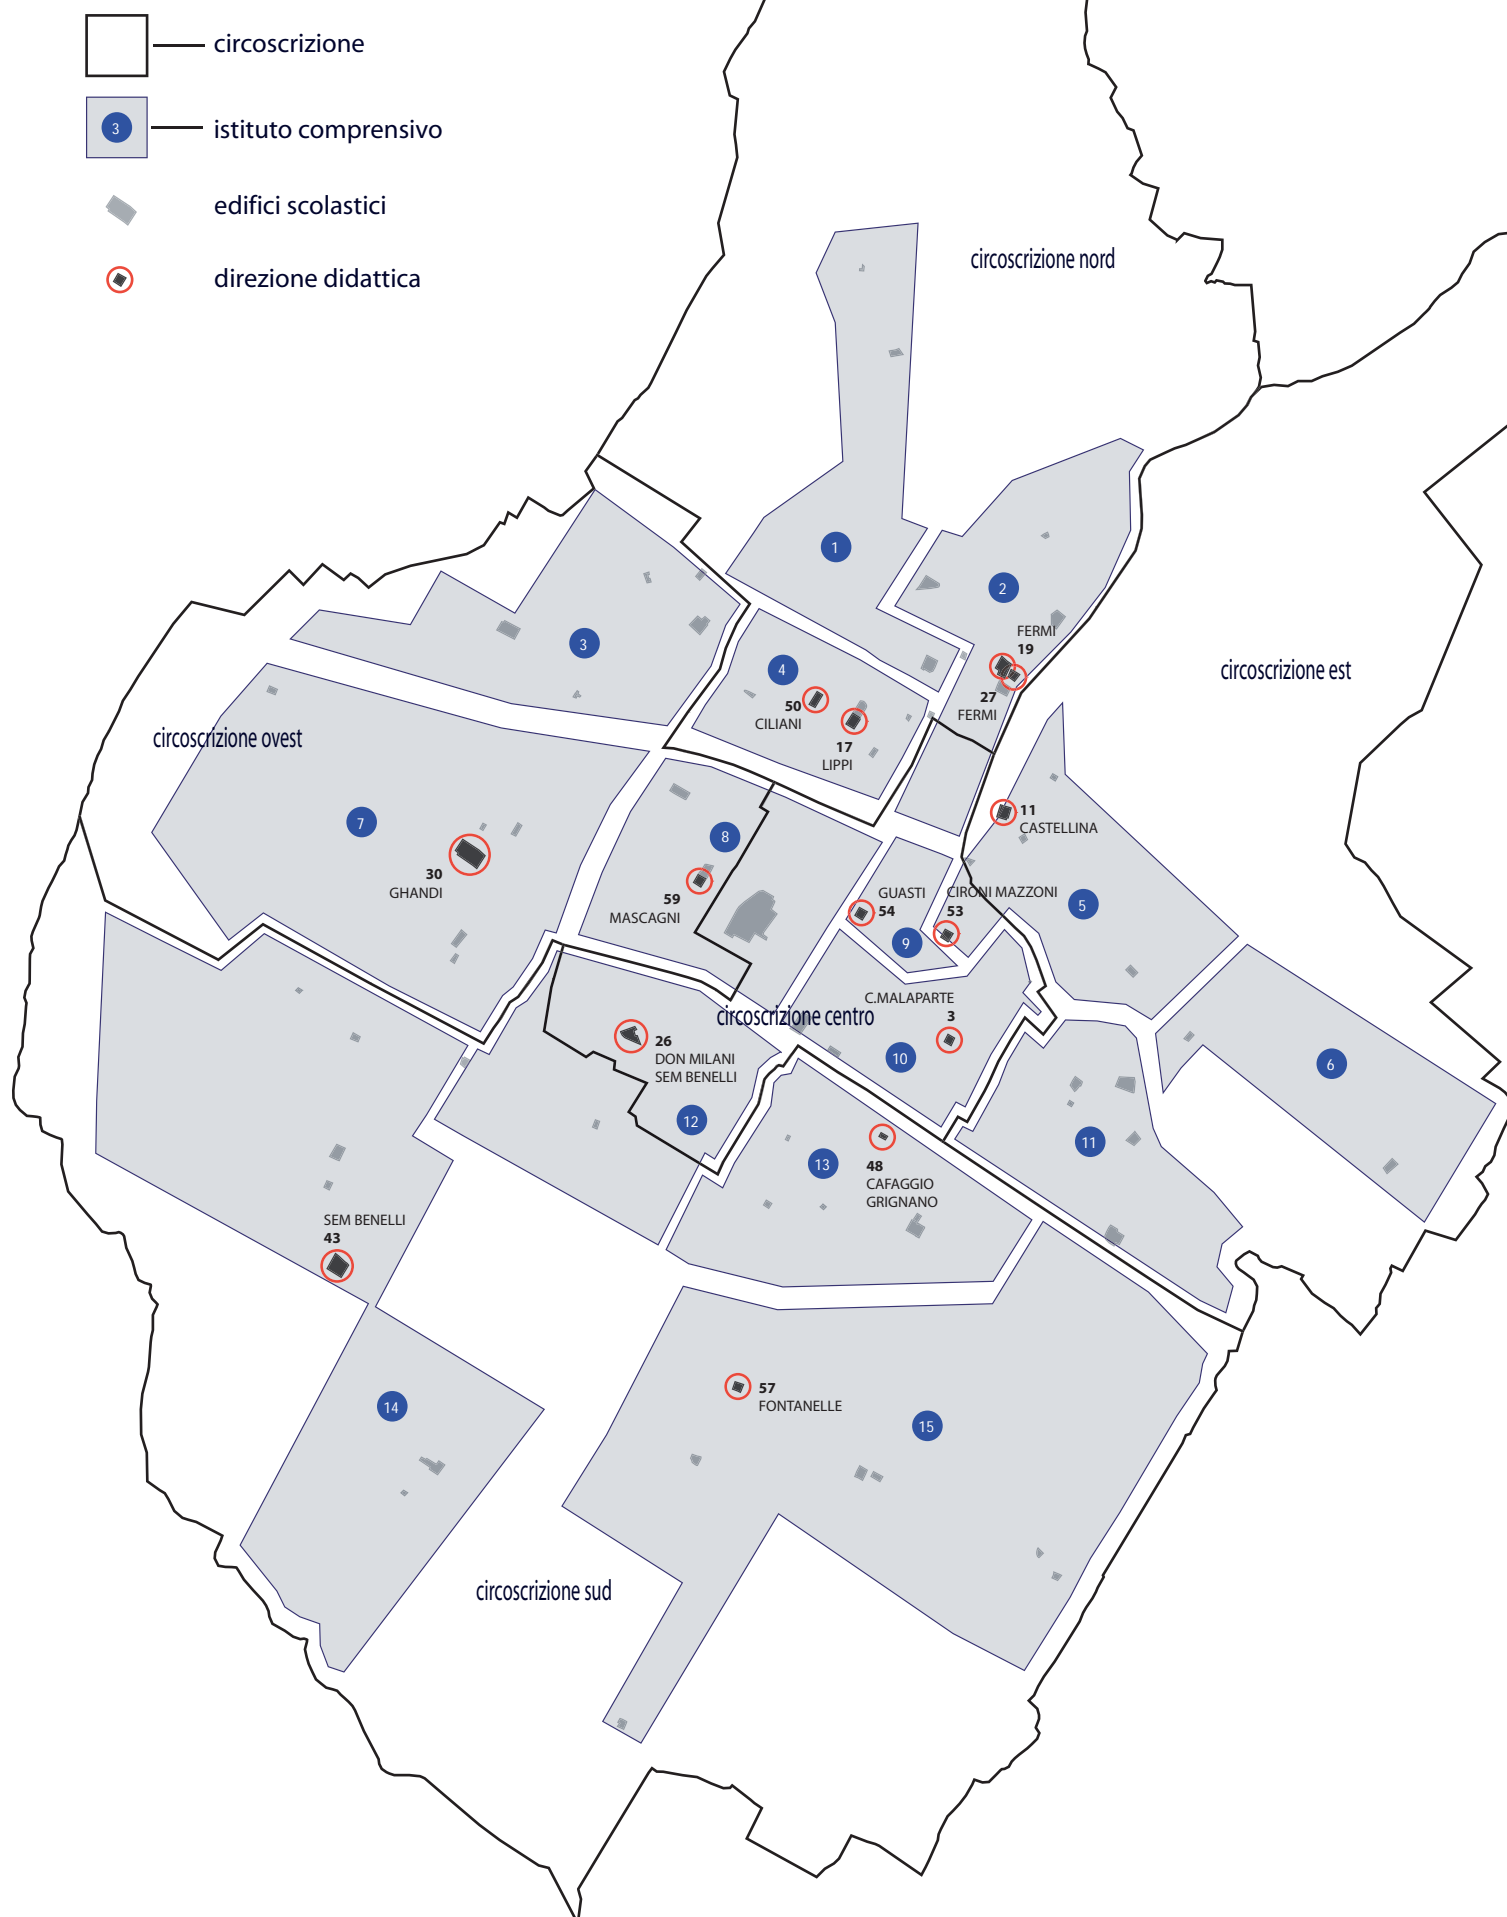 circoscrizione
3
istituto comprensivo
edifici scolastici
direzione didattica
circoscrizione nord
1
2
FERMI
19
3
4
circoscrizione est
50
CILIANI
27
FERMI
17
LIPPI
circoscrizione ovest
7
8
11
CASTELLINA
30
GHANDI
59
MASCAGNI
GUASTI
54
CIRONI MAZZONI
53
5
9
C.MALAPARTE
3
circoscrizione centro
26
DON MILANI
SEM BENELLI
10
6
12
11
13
48
CAFAGGIO
GRIGNANO
SEM BENELLI
43
57
FONTANELLE
14
15
circoscrizione sud